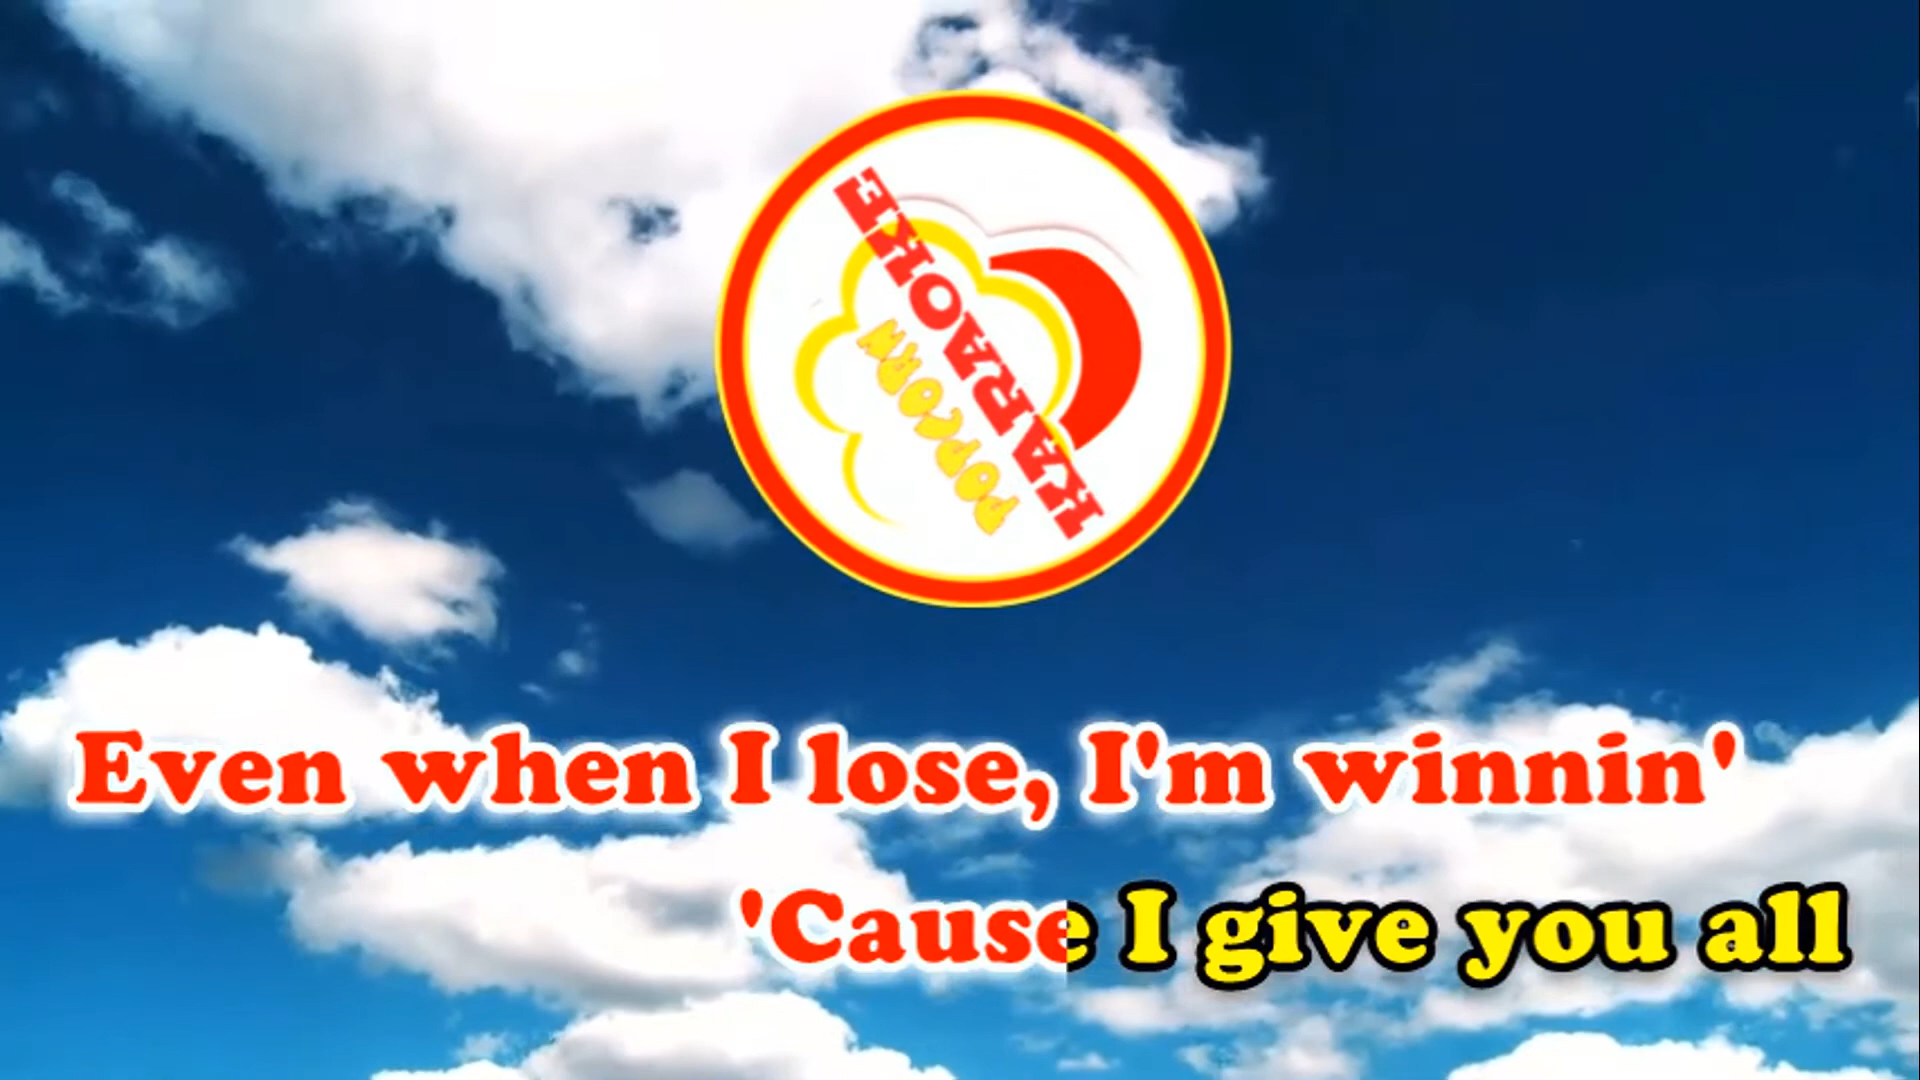 POPCORN
KARAOKE
Even when I lose, I'm winnin'
'Cause I give you all